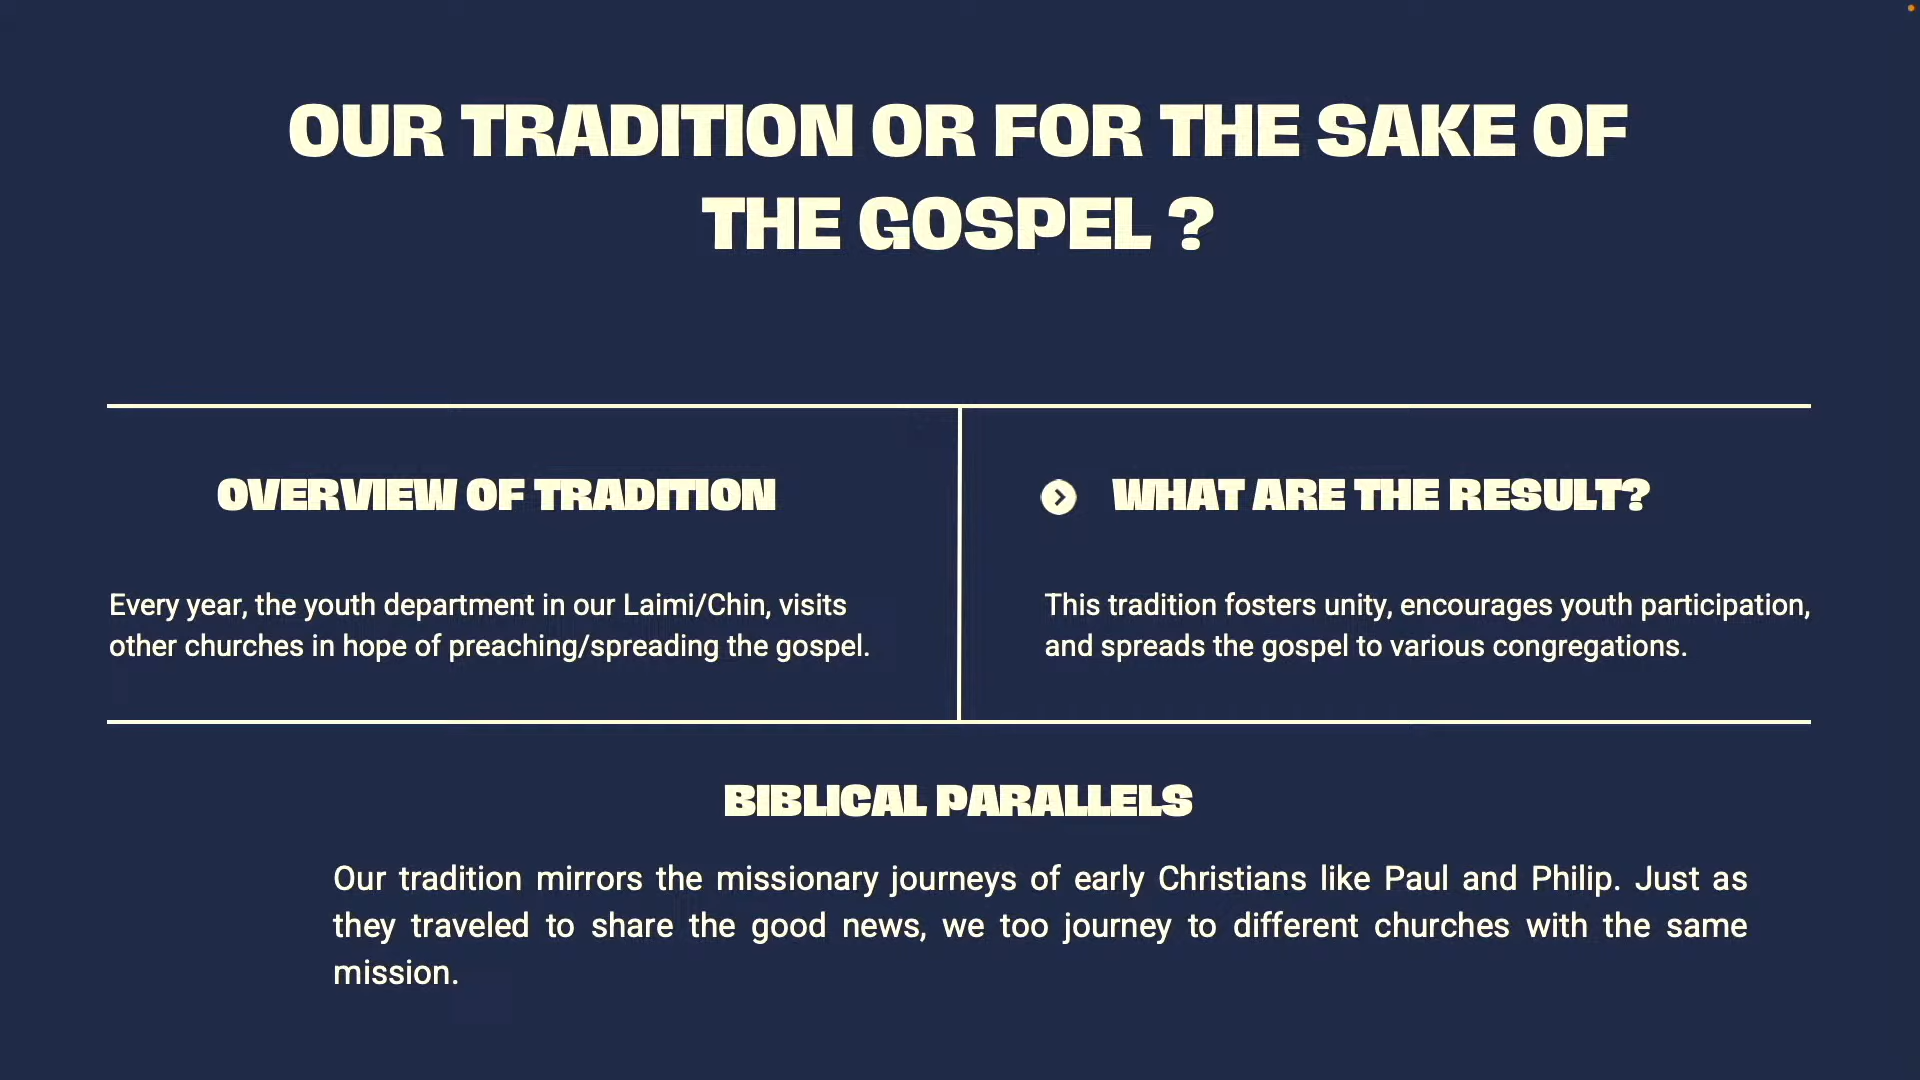 OUR TRADITION OR FOR THE SAKE OF
THE GOSPEL ?
OVERVIEW OF TRADITION
Every year, the youth department in our Laimi/Chin, visits
other churches in hope of preaching/spreading the gospel.
WHAT ARE THE RESULT?
This tradition fosters unity, encourages youth participation,
and spreads the gospel to various congregations.
BIBLICAL PARALLELS
Our tradition mirrors the missionary journeys of early Christians like Paul and Philip. Just as
they traveled to share the good news, we too journey to different churches with the same
mission.